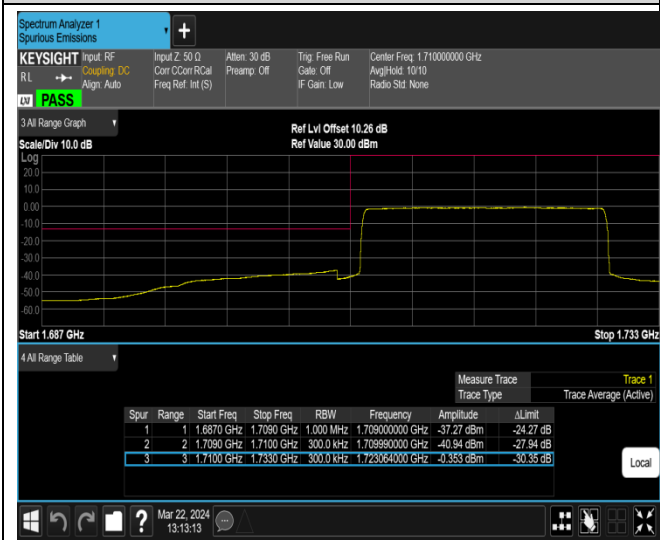 Spectrum Analyzer 1
Spurious Emissions
+
KEYSIGHT Input: RF Input Z: 50 Ω Atten: 30 dB Trig: Free Run Center Freq: 1.710000000 GHz
RL Coupling: DC Corr CCorr RCal Preamp: Off Gate: Off Avg|Hold: 10/10
Align: Auto Freq Ref: Int (S) IF Gain: Low Radio Std: None
LXI PASS
3 All Range Graph
Ref Lvl Offset 10.26 dB
Scale/Div 10.0 dB Ref Value 30.00 dBm
Log
20.0
10.0
0.00
-10.0
-20.0
-30.0
-40.0
-50.0
-60.0
Start 1.687 GHz Stop 1.733 GHz
4 All Range Table
Measure Trace Trace 1
Trace Type Trace Average (Active)
Spur Range Start Freq Stop Freq RBW Frequency Amplitude ΔLimit
1 1 1.6870 GHz 1.7090 GHz 1.000 MHz 1.709000000 GHz -37.27 dBm -24.27 dB
2 2 1.7090 GHz 1.7100 GHz 300.0 kHz 1.709990000 GHz -40.94 dBm -27.94 dB
3 3 1.7100 GHz 1.7330 GHz 300.0 kHz 1.723064000 GHz -0.353 dBm -30.35 dB
Local
? Mar 22, 2024
13:13:13